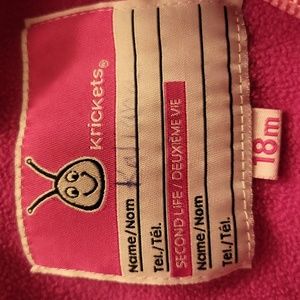 Krickets®
Name/Nom
Tel./Tél.
SECOND LIFE / DEUXIÈME VIE
Name/Nom
Tel./Tél.
18m